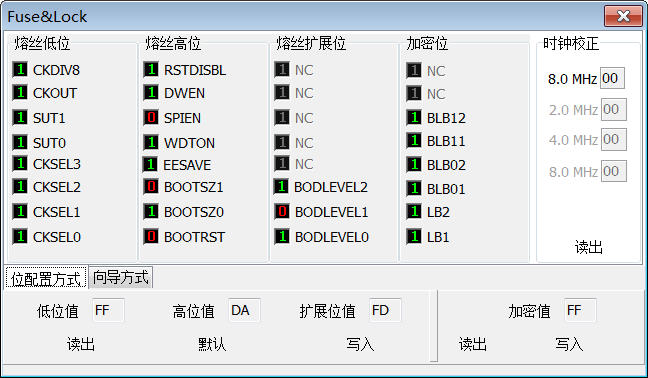 Fuse&Lock
熔丝低位 熔丝高位 熔丝扩展位 加密位 时钟校正
1 CKDIV8 1 RSTDISBL 1 NC 1 NC 8.0 MHz 00
1 CKOUT 1 DWEN 1 NC 1 NC 2.0 MHz 00
1 SUT1 0 SPIEN 1 NC 1 BLB12
1 SUT0 1 WDTON 1 NC 1 BLB11 4.0 MHz 00
1 CKSEL3 1 EESAVE 1 NC 1 BLB02 8.0 MHz 00
1 CKSEL2 0 BOOTSZ1 1 BODLEVEL2 1 BLB01
1 CKSEL1 1 BOOTSZ0 0 BODLEVEL1 1 LB2
1 CKSEL0 0 BOOTRST 1 BODLEVEL0 1 LB1 读出
位配置方式 向导方式
低位值 FF 高位值 DA 扩展位值 FD 加密值 FF
读出 默认 写入 读出 写入